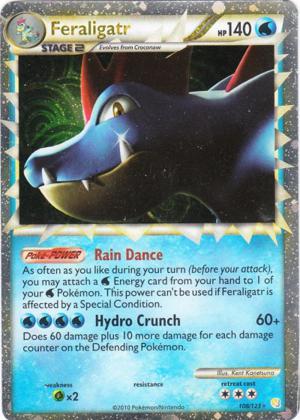 Feraligatr HP140
STAGE 2 Evolves from Croconaw
Poké-POWER Rain Dance
As often as you like during your turn (before your attack),
you may attach a Energy card from your hand to 1 of
your Pokémon. This power can't be used if Feraligatr is
affected by a Special Condition.
Hydro Crunch 60+
Does 60 damage plus 10 more damage for each damage
counter on the Defending Pokémon.
Illus. Kent Kanetsuna
weakness resistance retreat cost
×2
©2010 Pokémon/Nintendo 108/123